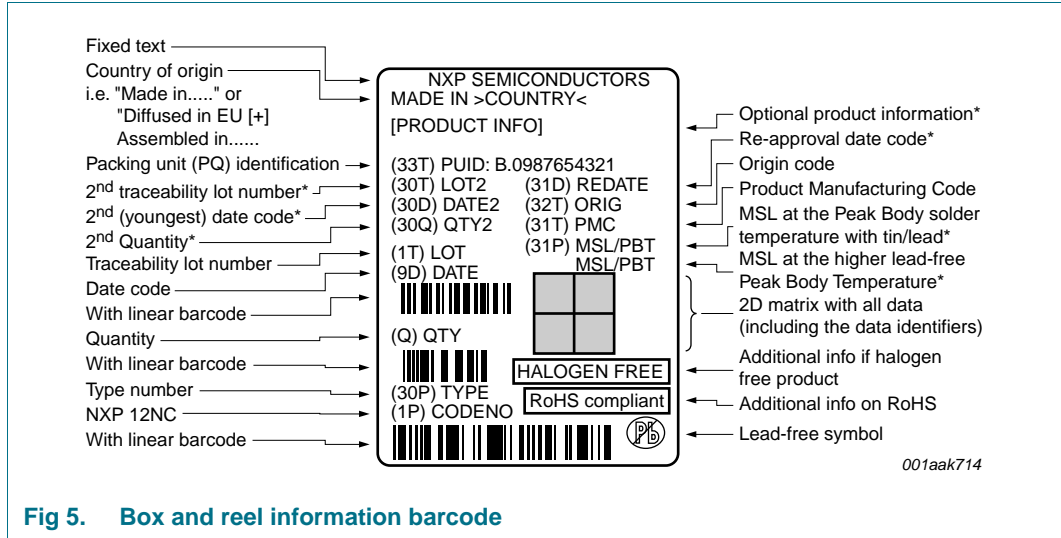 Fixed text
Country of origin
i.e. "Made in....." or
"Diffused in EU [+]
Assembled in......
Packing unit (PQ) identification
2nd traceability lot number*
2nd (youngest) date code*
2nd Quantity*
Traceability lot number
Date code
With linear barcode
Quantity
With linear barcode
Type number
NXP 12NC
With linear barcode
NXP SEMICONDUCTORS
MADE IN >COUNTRY<
[PRODUCT INFO]
(33T) PUID: B.0987654321
(30T) LOT2 (31D) REDATE
(30D) DATE2 (32T) ORIG
(30Q) QTY2 (31T) PMC
(31P) MSL/PBT
(1T) LOT
MSL/PBT
(9D) DATE
(Q) QTY
HALOGEN FREE
(30P) TYPE
RoHS compliant
(1P) CODENO
Pb
Optional product information*
Re-approval date code*
Origin code
Product Manufacturing Code
MSL at the Peak Body solder
temperature with tin/lead*
MSL at the higher lead-free
Peak Body Temperature*
2D matrix with all data
(including the data identifiers)
Additional info if halogen
free product
Additional info on RoHS
Lead-free symbol
001aak714
Fig 5. Box and reel information barcode